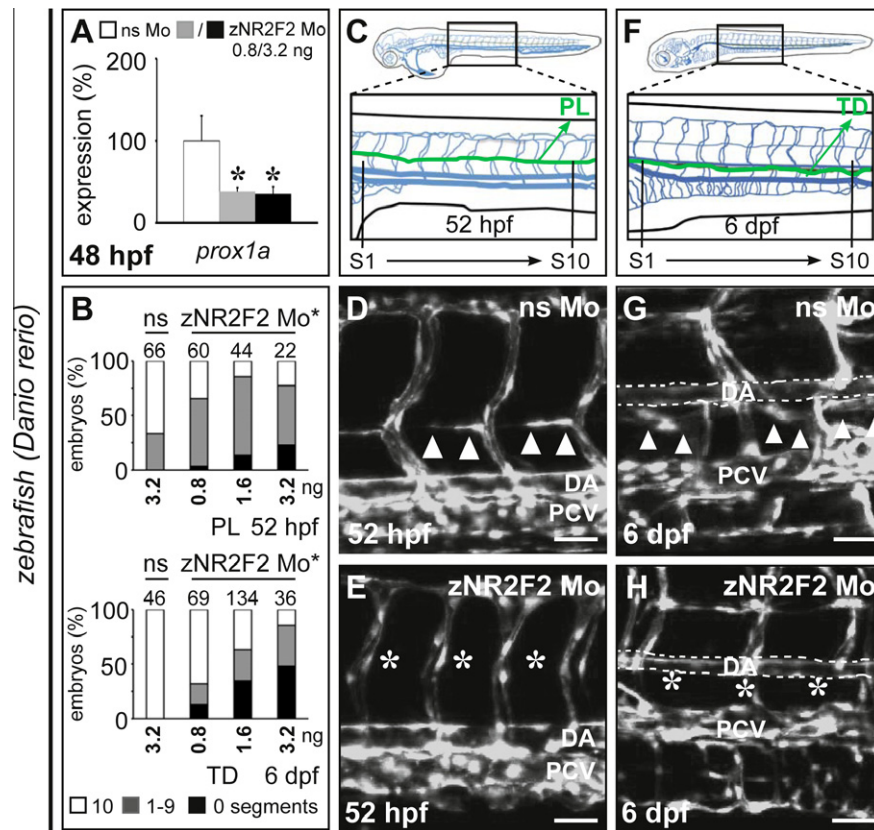 zebrafish (Danio rerio)
A
ns Mo / zNR2F2 Mo
0.8/3.2 ng
expression (%)
200
100
0
* *
48 hpf
prox1a
B
ns zNR2F2 Mo*
66 60 44 22
embryos (%)
100
50
0
3.2 0.8 1.6 3.2 ng
PL 52 hpf
ns zNR2F2 Mo*
46 69 134 36
embryos (%)
100
50
0
3.2 0.8 1.6 3.2 ng
TD 6 dpf
10 1-9 0 segments
C
PL
52 hpf
S1 S10
D
ns Mo
DA
PCV
52 hpf
E
zNR2F2 Mo
* * *
DA
PCV
52 hpf
F
TD
6 dpf
S1 S10
G
ns Mo
DA
PCV
6 dpf
H
zNR2F2 Mo
DA
* * *
PCV
6 dpf